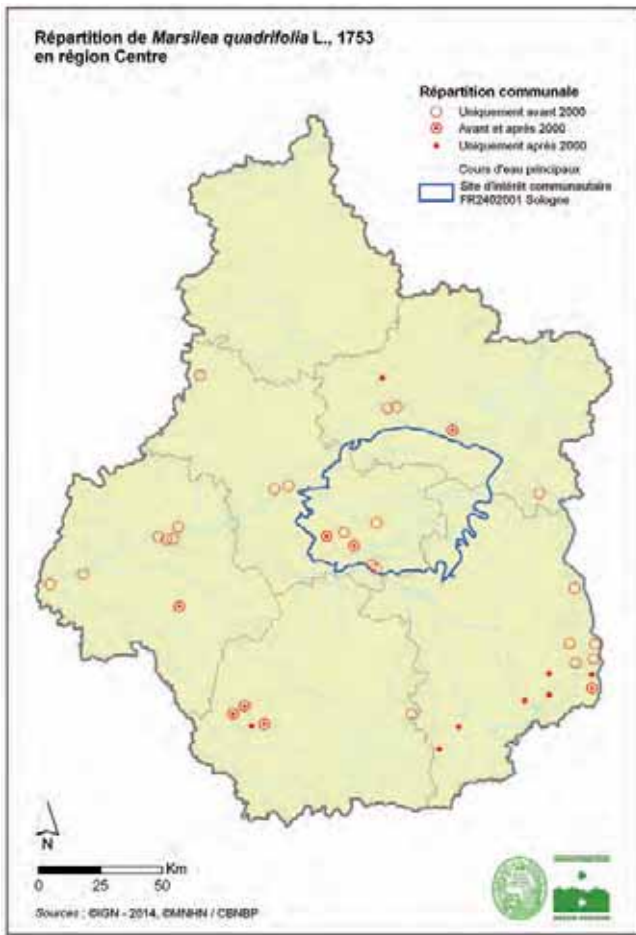 Répartition de Marsilea quadrifolia L., 1753
en région Centre
Répartition communale
Uniquement avant 2000
Avant et après 2000
Uniquement après 2000
Cours d'eau principaux
Site d'intérêt communautaire
FR2402001 Sologne
N
Km
0 25 50
Sources : ©IGN - 2014, ©MNHN / CBNBP